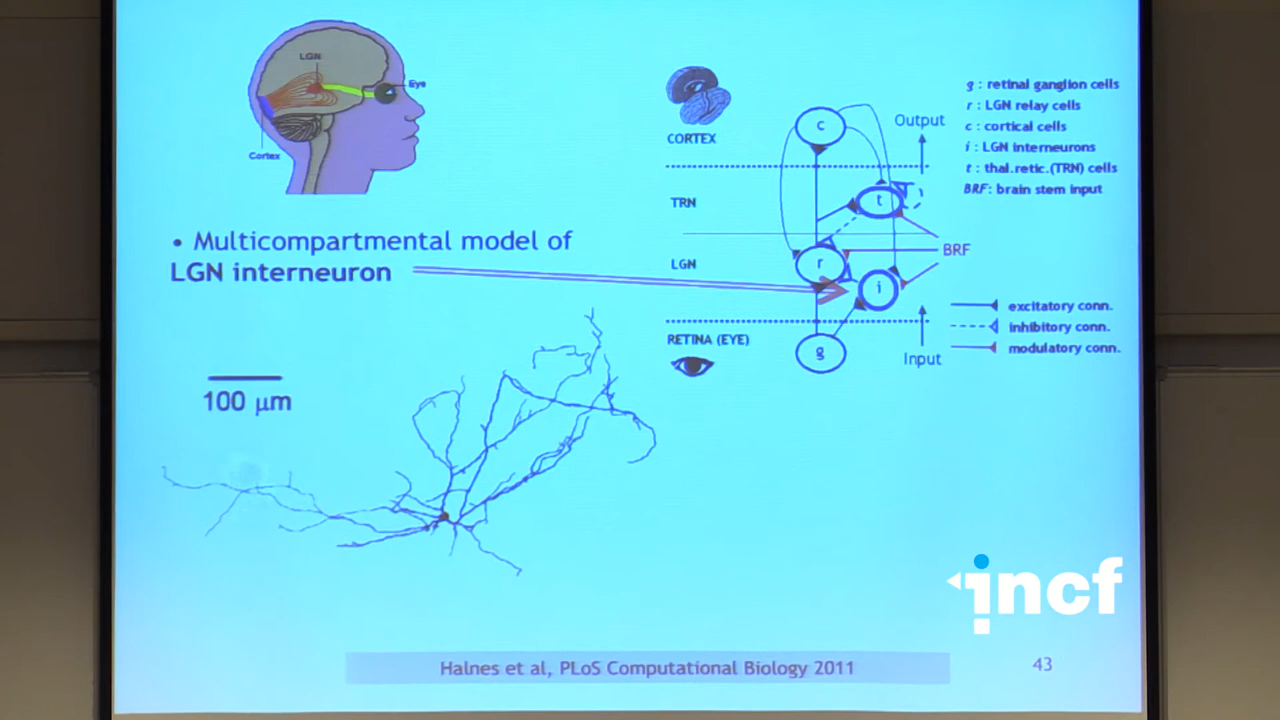 LGN
Eye
Cortex
• Multicompartmental model of
LGN interneuron
100 μm
CORTEX
TRN
LGN
RETINA (EYE)
c
t
r
i
g
Output
BRF
Input
g : retinal ganglion cells
r : LGN relay cells
c : cortical cells
i : LGN interneurons
t : thal.retic.(TRN) cells
BRF: brain stem input
excitatory conn.
inhibitory conn.
modulatory conn.
incf
Halnes et al, PLoS Computational Biology 2011
43